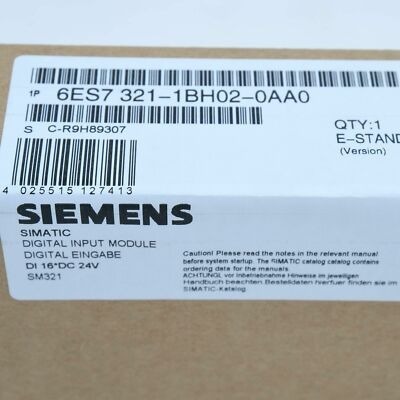 1P 6ES7 321-1BH02-0AA0
S C-R9H89307
QTY:1
E-STAND
(Version)
4 025515 127413
SIEMENS
SIMATIC
DIGITAL INPUT MODULE
DIGITAL EINGABE
DI 16*DC 24V
SM321
Caution! Please read the relevant manual
before system startup. The SIMATIC catalog contains
ordering data for the manuals.
ACHTUNG! vor Inbetriebnahme Hinweise im jeweiligen
Handbuch beachten. Bestelldaten hierfuer finden sie im
SIMATIC-Katalog.